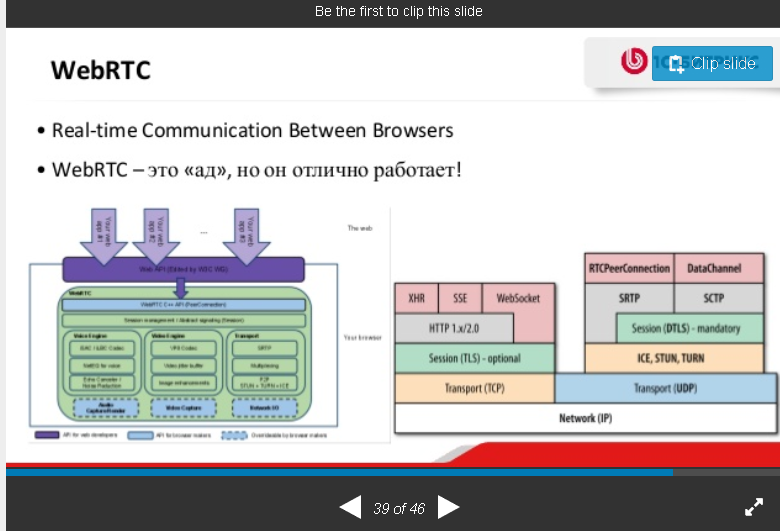 Be the first to clip this slide
WebRTC
Clip slide
• Real-time Communication Between Browsers
• WebRTC – это «ад», но он отлично работает!
Your web app #1
Your web app #2
...
Your web app #3
The web
Web API (Edited by W3C WG)
WebRTC
WebRTC C++ API (PeerConnection)
Session management / Abstract signaling (Session)
Voice Engine
Video Engine
Transport
VP8 Codec
SRTP
NetEQ for voice
Video jitter buffer
Multiplexing
Echo Canceler / Noise Reduction
Image enhancements
P2P STUN + TURN + ICE
Audio Capture/Render
Video Capture
Network I/O
Your browser
API for web developers
API for browser makers
Overrideable by browser makers
XHR
SSE
WebSocket
HTTP 1.x/2.0
Session (TLS) - optional
Transport (TCP)
RTCPeerConnection
DataChannel
SRTP
SCTP
Session (DTLS) - mandatory
ICE, STUN, TURN
Transport (UDP)
Network (IP)
39 of 46